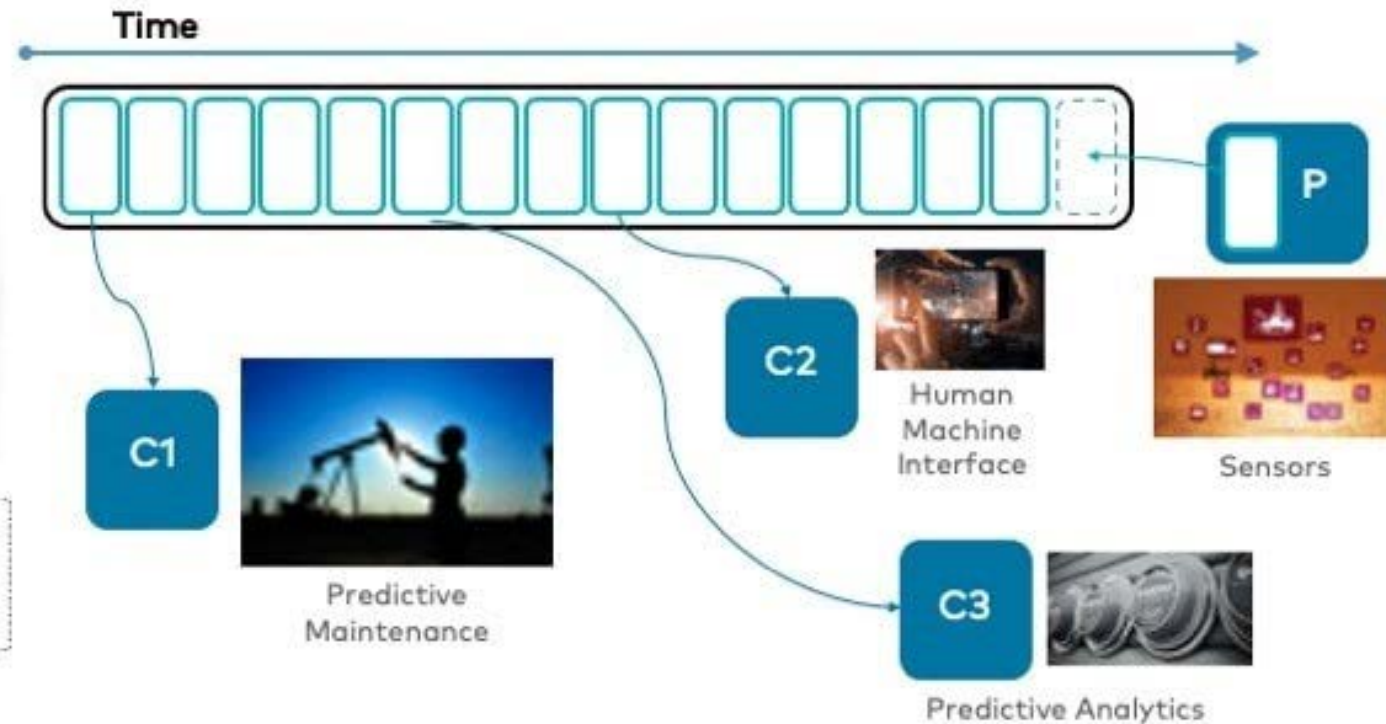 Time
P
C2
Human
Machine
Interface
Sensors
C1
Predictive
Maintenance
C3
Predictive Analytics